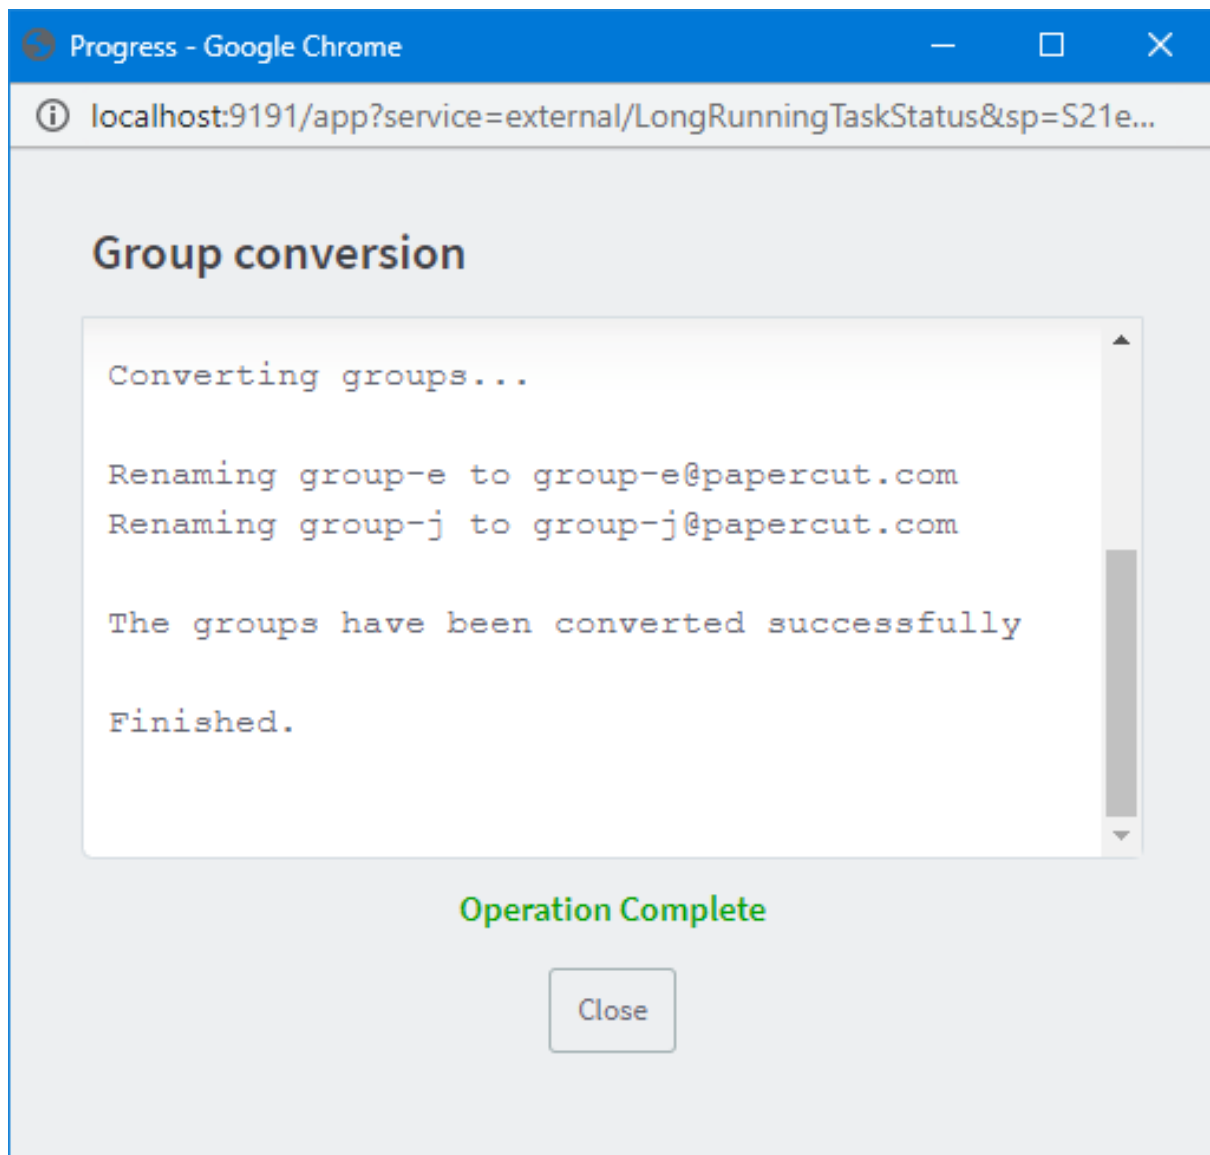 Progress - Google Chrome
localhost:9191/app?service=external/LongRunningTaskStatus&sp=S21e...
Group conversion
Converting groups...
Renaming group-e to group-e@papercut.com
Renaming group-j to group-j@papercut.com
The groups have been converted successfully
Finished.
Operation Complete
Close